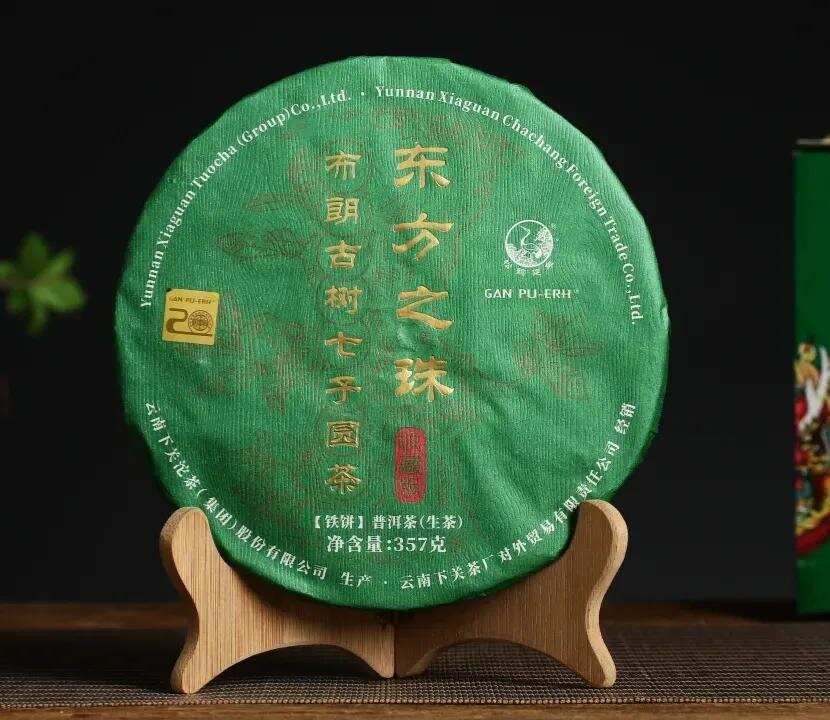 Yunnan Xiaguan Tuocha (Group)Co.,Ltd. · Yunnan Xiaguan Chachang Foreign Trade Co.,Ltd.
东方之珠
布朗古树七子圆茶
GAN PU-ERH
GAN PU-ERH
20
【铁饼】普洱茶(生茶)
净含量:357克
云南下关沱茶(集团)股份有限公司 生产 · 云南下关茶厂对外贸易有限责任公司 经销